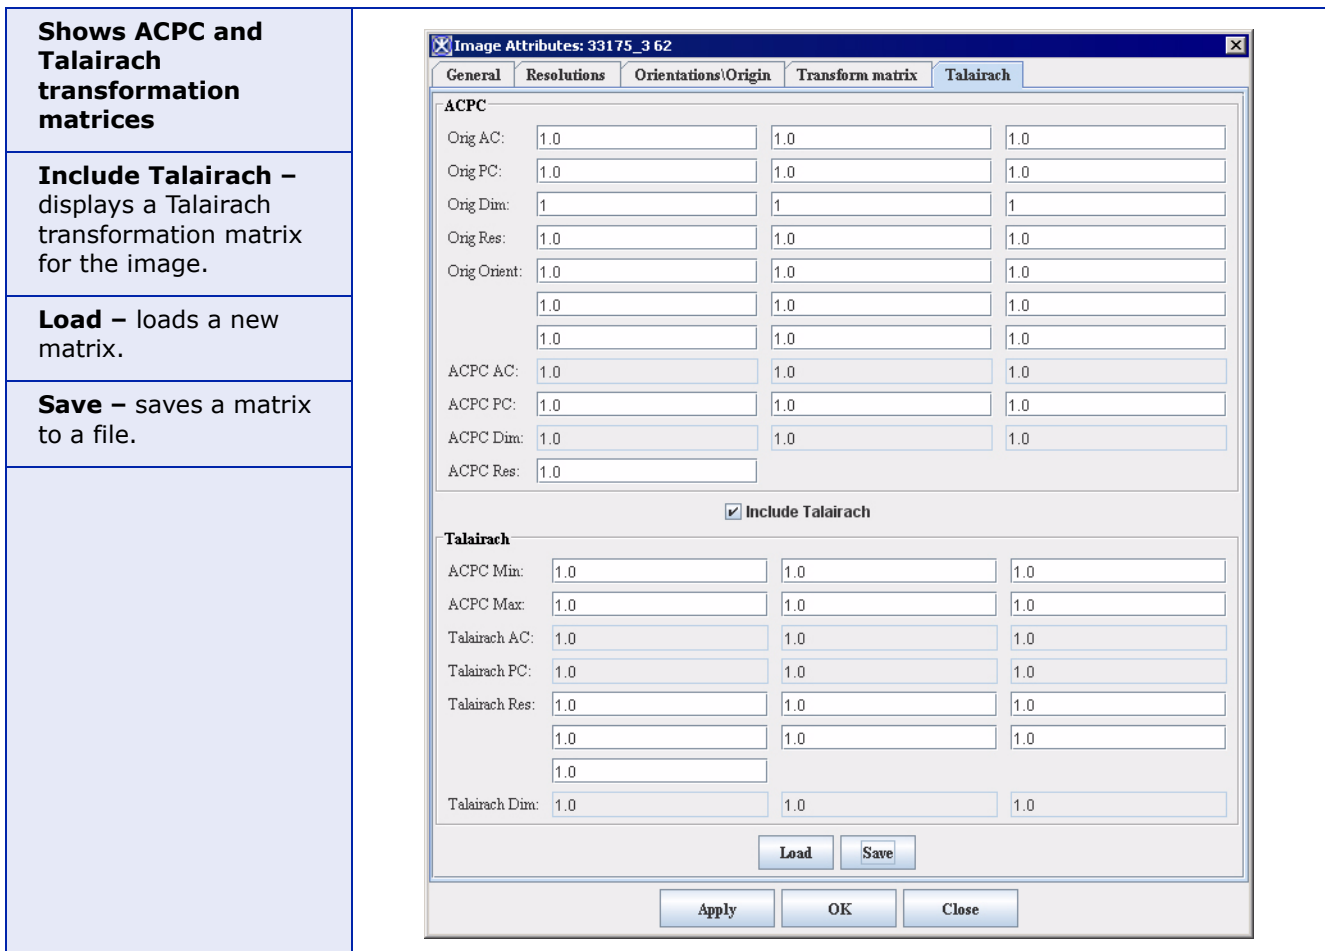 Shows ACPC and
Talairach
transformation
matrices
Include Talairach –
displays a Talairach
transformation matrix
for the image.
Load – loads a new
matrix.
Save – saves a matrix
to a file.
Image Attributes: 33175_3 62
General Resolutions Orientations\Origin Transform matrix Talairach
ACPC
Orig AC: 1.0 1.0 1.0
Orig PC: 1.0 1.0 1.0
Orig Dim: 1 1 1
Orig Res: 1.0 1.0 1.0
Orig Orient: 1.0 1.0 1.0
1.0 1.0 1.0
1.0 1.0 1.0
ACPC AC: 1.0 1.0 1.0
ACPC PC: 1.0 1.0 1.0
ACPC Dim: 1.0 1.0 1.0
ACPC Res: 1.0
Include Talairach
Talairach
ACPC Min: 1.0 1.0 1.0
ACPC Max: 1.0 1.0 1.0
Talairach AC: 1.0 1.0 1.0
Talairach PC: 1.0 1.0 1.0
Talairach Res: 1.0 1.0 1.0
1.0 1.0 1.0
1.0
Talairach Dim: 1.0 1.0 1.0
Load Save
Apply OK Close